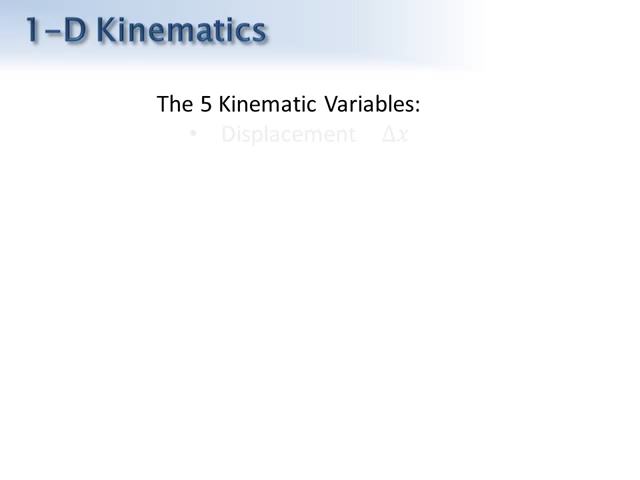 1-D Kinematics
The 5 Kinematic Variables:
• Displacement Δx